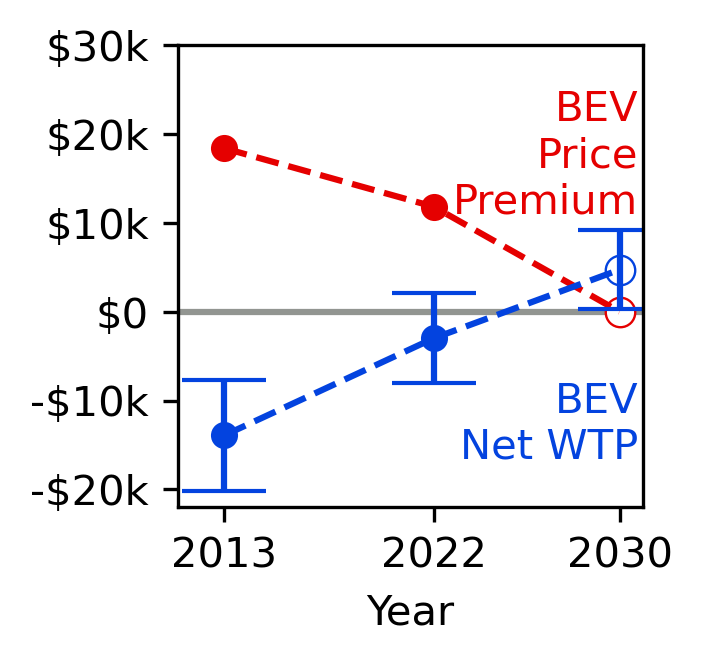 $30k
$20k
$10k
$0
-$10k
-$20k
BEV
Price
Premium
BEV
Net WTP
2013 2022 2030
Year